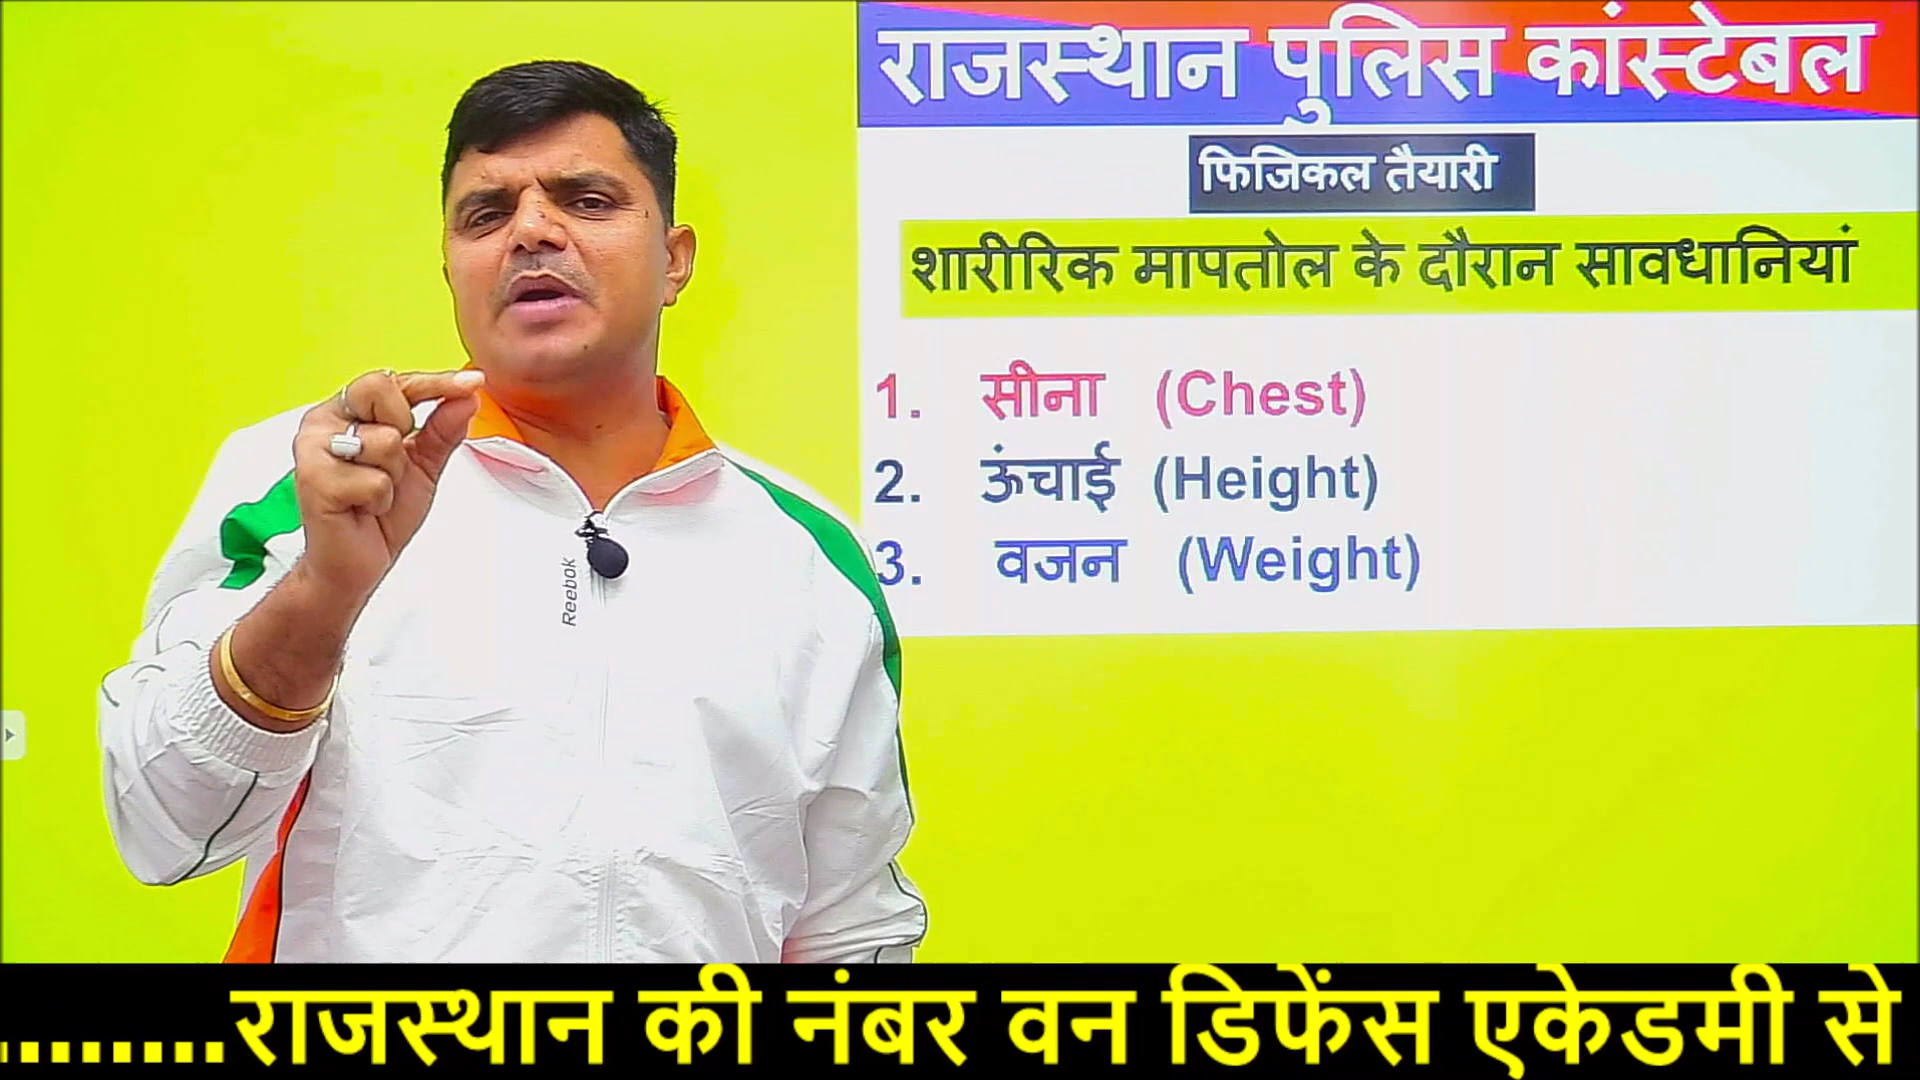 राजस्थान पुलिस कांस्टेबल
फिजिकल तैयारी
शारीरिक मापतोल के दौरान सावधानियां
1. सीना (Chest)
2. ऊंचाई (Height)
3. वजन (Weight)
Reebok
........राजस्थान की नंबर वन डिफेंस एकेडमी से